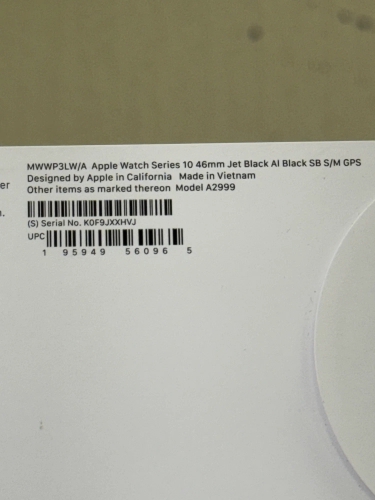 MWWP3LW/A Apple Watch Series 10 46mm Jet Black Al Black SB S/M GPS
Designed by Apple in California Made in Vietnam
er
Other items as marked thereon Model A2999
n.
(S) Serial No. K0F9JXXHVJ
UPC
1 95949 56096 5